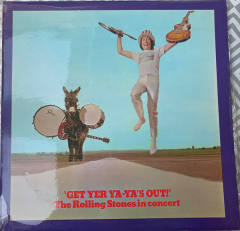 'GET YER YA-YA'S OUT!'
The Rolling Stones in concert